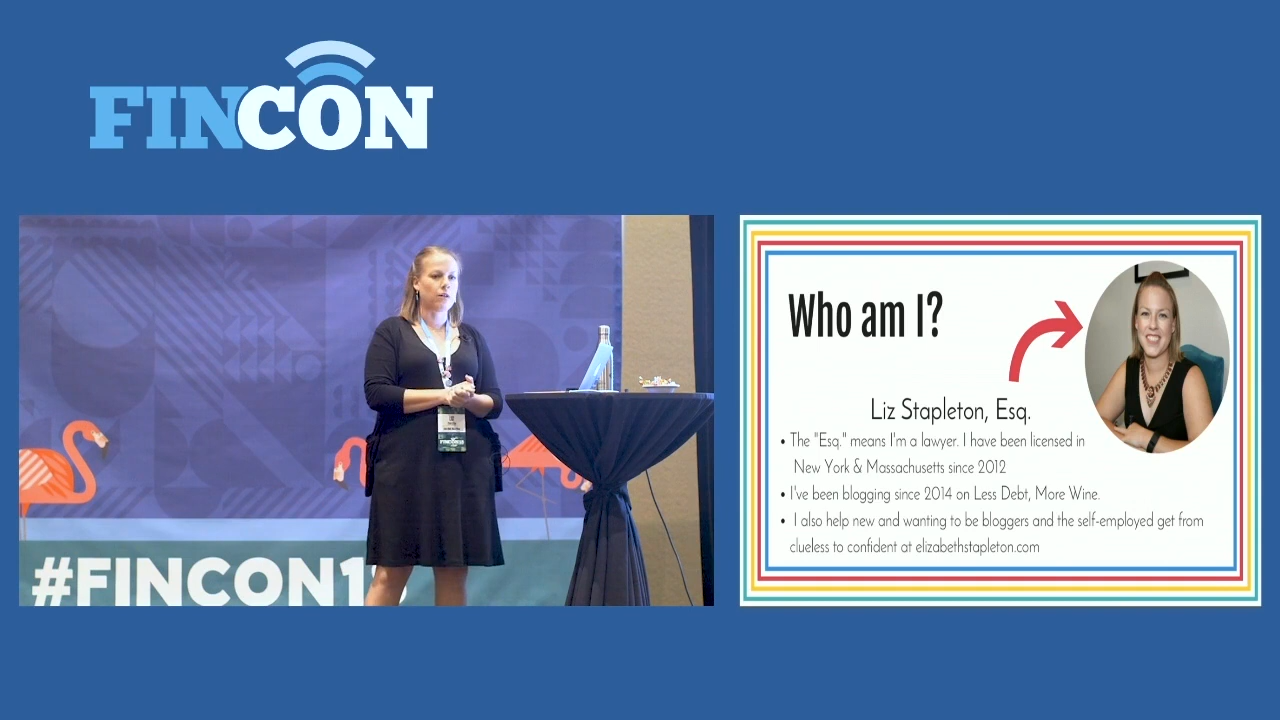 FINCON
#FINCON1
Who am I?
Liz Stapleton, Esq.
• The "Esq." means I'm a lawyer. I have been licensed in
New York & Massachusetts since 2012
• I've been blogging since 2014 on Less Debt, More Wine.
• I also help new and wanting to be bloggers and the self-employed get from
clueless to confident at elizabethstapleton.com